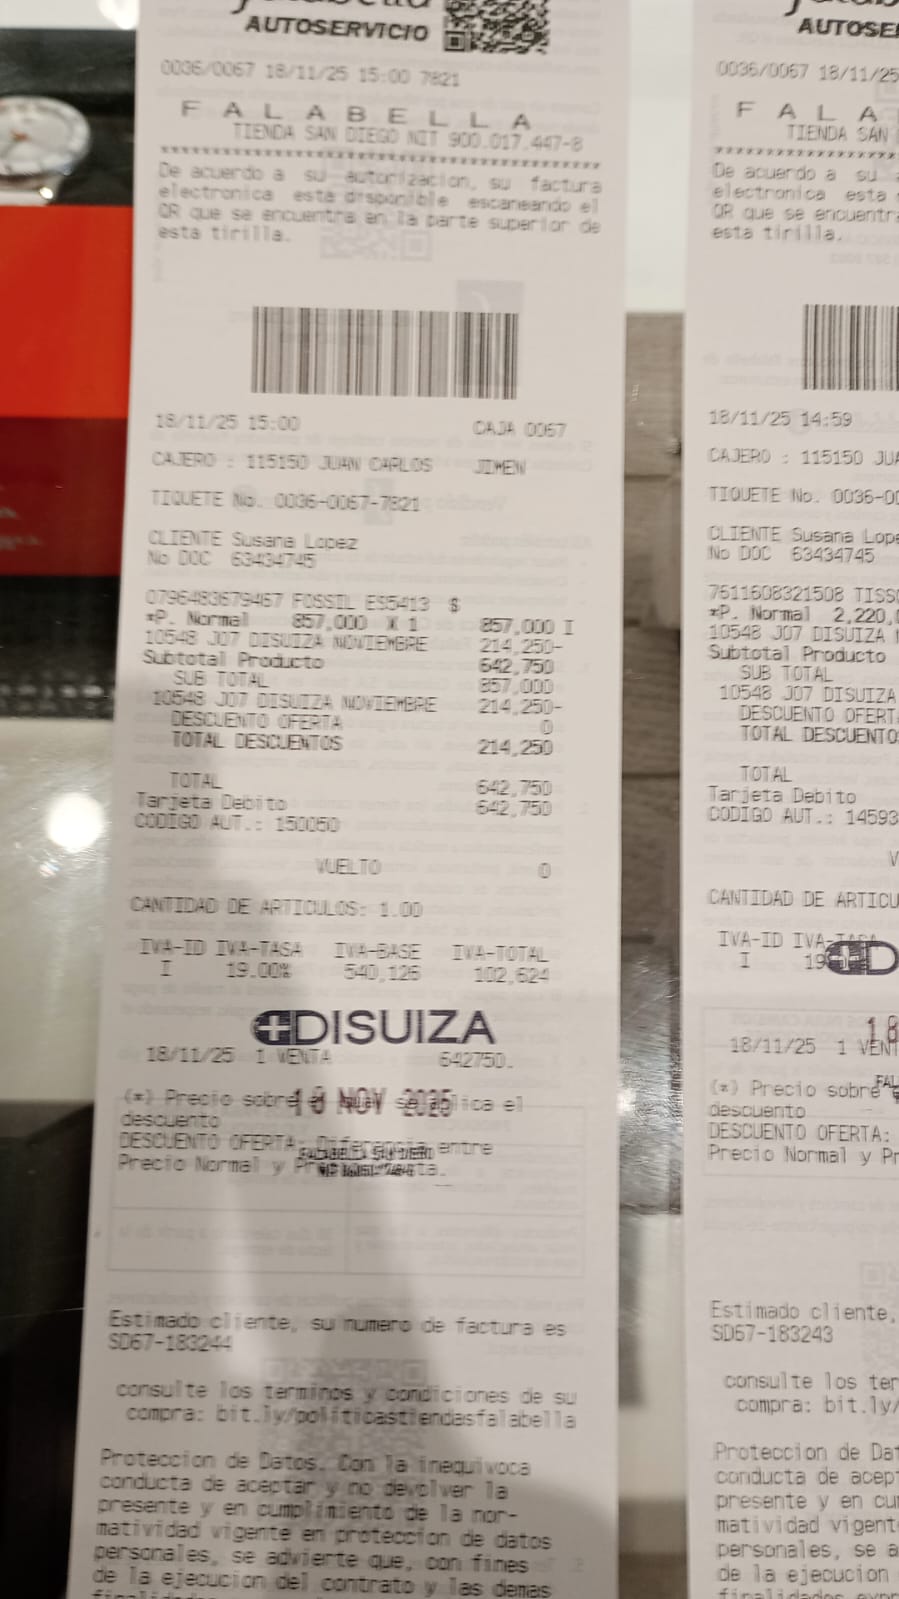 AUTOSERVICIO
0036/0067 18/11/25 15:00 7821
F A L A B E L L A
TIENDA SAN DIEGO NIT 900.017.447-8
De acuerdo a su autorizacion, su factura
electronica esta disponible escaneando el
QR que se encuentra en la parte superior de
esta tirilla.
18/11/25 15:00 CAJA 0067
CAJERO : 115150 JUAN CARLOS JIMEN
TIQUETE No. 0036-0067-7821
CLIENTE Susana Lopez
No DOC 63434745
0796483679467 FOSSIL ES5413 $
*P. Normal 857,000 X 1 857,000 I
10548 J07 DISUIZA NOVIEMBRE 214,250-
Subtotal Producto 642,750
SUB TOTAL 857,000
10548 J07 DISUIZA NOVIEMBRE 214,250-
DESCUENTO OFERTA 0
TOTAL DESCUENTOS 214,250
TOTAL 642,750
Tarjeta Debito 642,750
CODIGO AUT.: 150050
VUELTO 0
CANTIDAD DE ARTICULOS: 1.00
IVA-ID IVA-TASA IVA-BASE IVA-TOTAL
I 19.00% 540,126 102,624
DISUIZA
18/11/25 1 VENTA 642750.
18 NOV 2025
(*) Precio sobre el se aplica el
descuento
DESCUENTO OFERTA: Diferencia entre
Precio Normal y
Estimado cliente, su numero de factura es
SD67-183244
consulte los terminos y condiciones de su
compra: bit.ly/politicastiendasfalabella
Proteccion de Datos. Con la inequivoca
conducta de aceptar y no devolver la
presente y en cumplimiento de la nor-
matividad vigente en proteccion de datos
personales, se advierte que, con fines
de la ejecucion del contrato y las demas
AUTOSE
0036/0067 18/11/25
F A L A
TIENDA SAN
De acuerdo a su
electronica esta
QR que se encuentra
esta tirilla.
18/11/25 14:59
CAJERO : 115150 JUA
TIQUETE No. 0036-00
CLIENTE Susana Lope
No DOC 63434745
7611608321508 TISSO
*P. Normal 2,220,0
10548 J07 DISUIZA
Subtotal Producto
SUB TOTAL
10548 J07 DISUIZA
DESCUENTO OFERT
TOTAL DESCUENTO
TOTAL
Tarjeta Debito
CODIGO AUT.: 14593
V
CANTIDAD DE ARTICU
IVA-ID IVA-TASA
I 19
D
18
18/11/25 1 VEN
(*) Precio sobre
FAL
descuento
DESCUENTO OFERTA:
Precio Normal y Pr
Estimado cliente,
SD67-183243
consulte los ter
compra: bit.ly/
Proteccion de Dat
conducta de acept
presente y en cu
matividad vigent
personales, se a
de la ejecucion